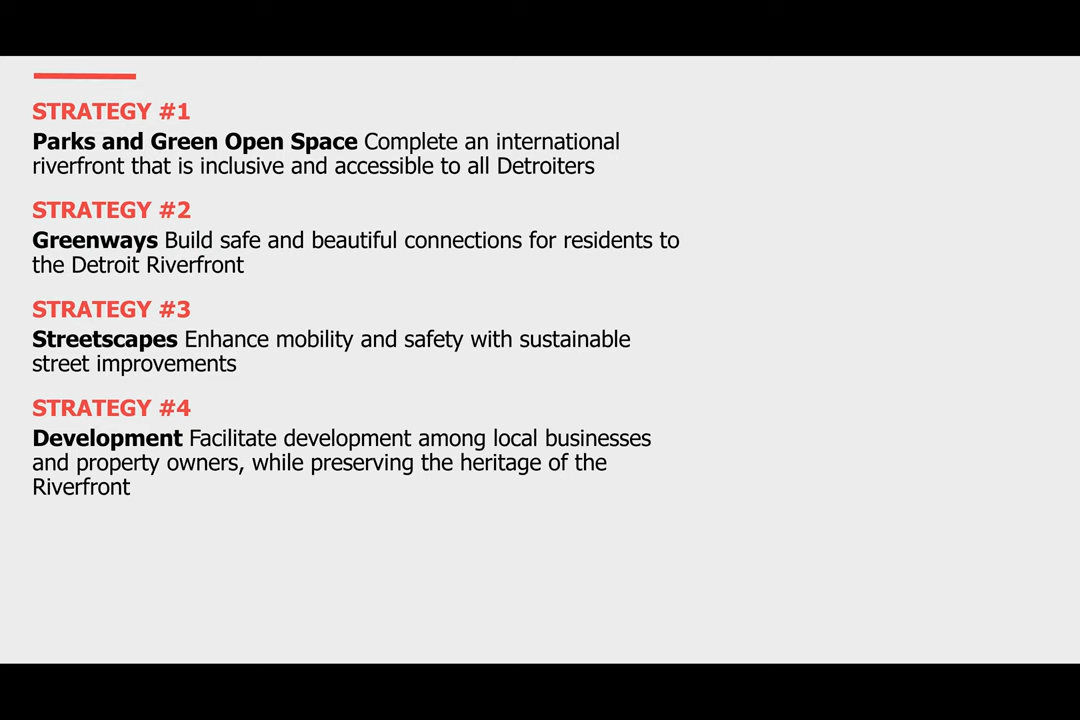 STRATEGY #1
Parks and Green Open Space Complete an international
riverfront that is inclusive and accessible to all Detroiters
STRATEGY #2
Greenways Build safe and beautiful connections for residents to
the Detroit Riverfront
STRATEGY #3
Streetscapes Enhance mobility and safety with sustainable
street improvements
STRATEGY #4
Development Facilitate development among local businesses
and property owners, while preserving the heritage of the
Riverfront